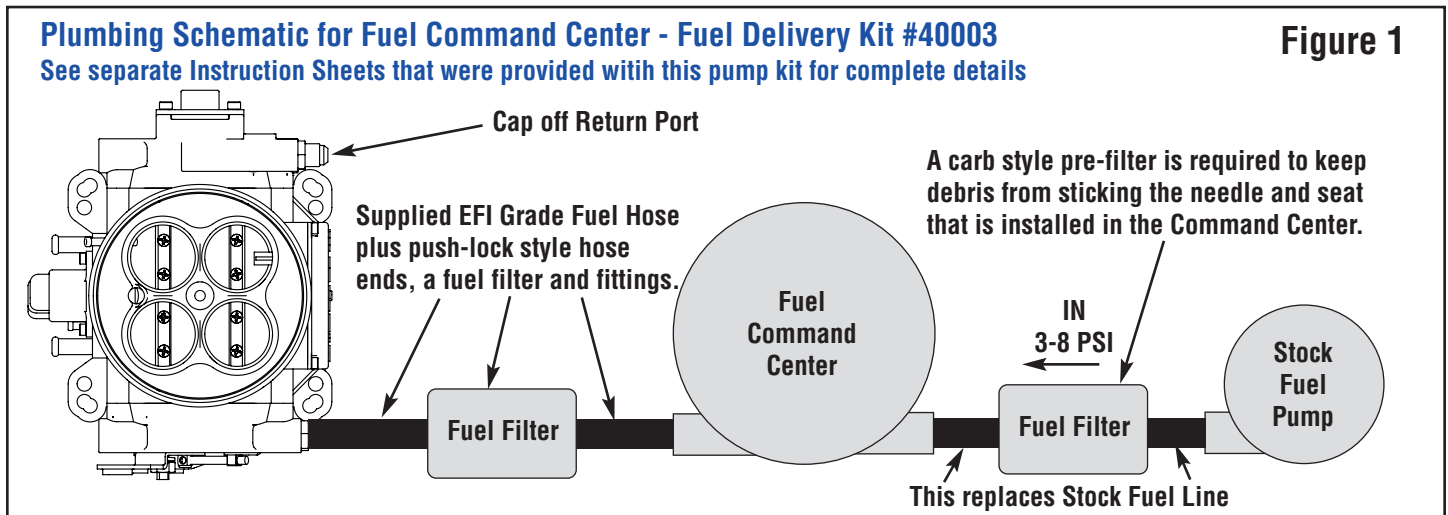 Plumbing Schematic for Fuel Command Center - Fuel Delivery Kit #40003
Figure 1
See separate Instruction Sheets that were provided witih this pump kit for complete details
Cap off Return Port
A carb style pre-filter is required to keep
debris from sticking the needle and seat
that is installed in the Command Center.
Supplied EFI Grade Fuel Hose
plus push-lock style hose
ends, a fuel filter and fittings.
Fuel
Command
Center
IN
3-8 PSI
Stock
Fuel
Pump
Fuel Filter
Fuel Filter
This replaces Stock Fuel Line